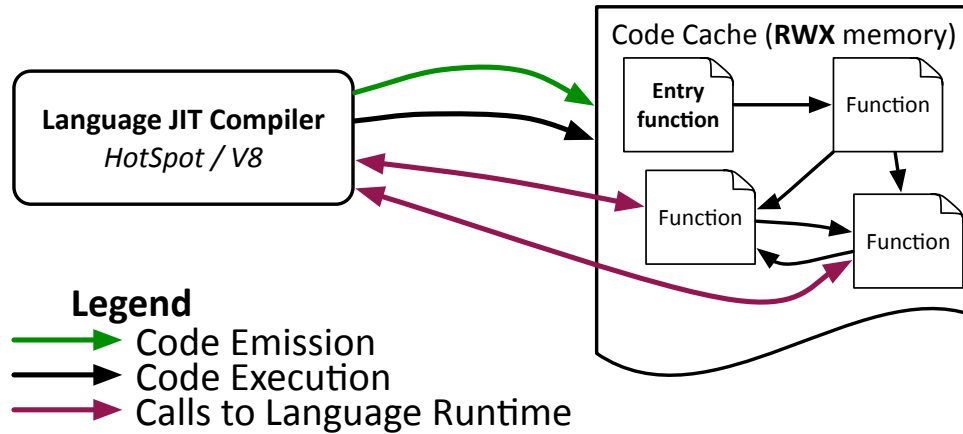 Code Cache (RWX memory)
Language JIT Compiler
HotSpot / V8
Entry
function
Function
Function
Function
Legend
Code Emission
Code Execution
Calls to Language Runtime